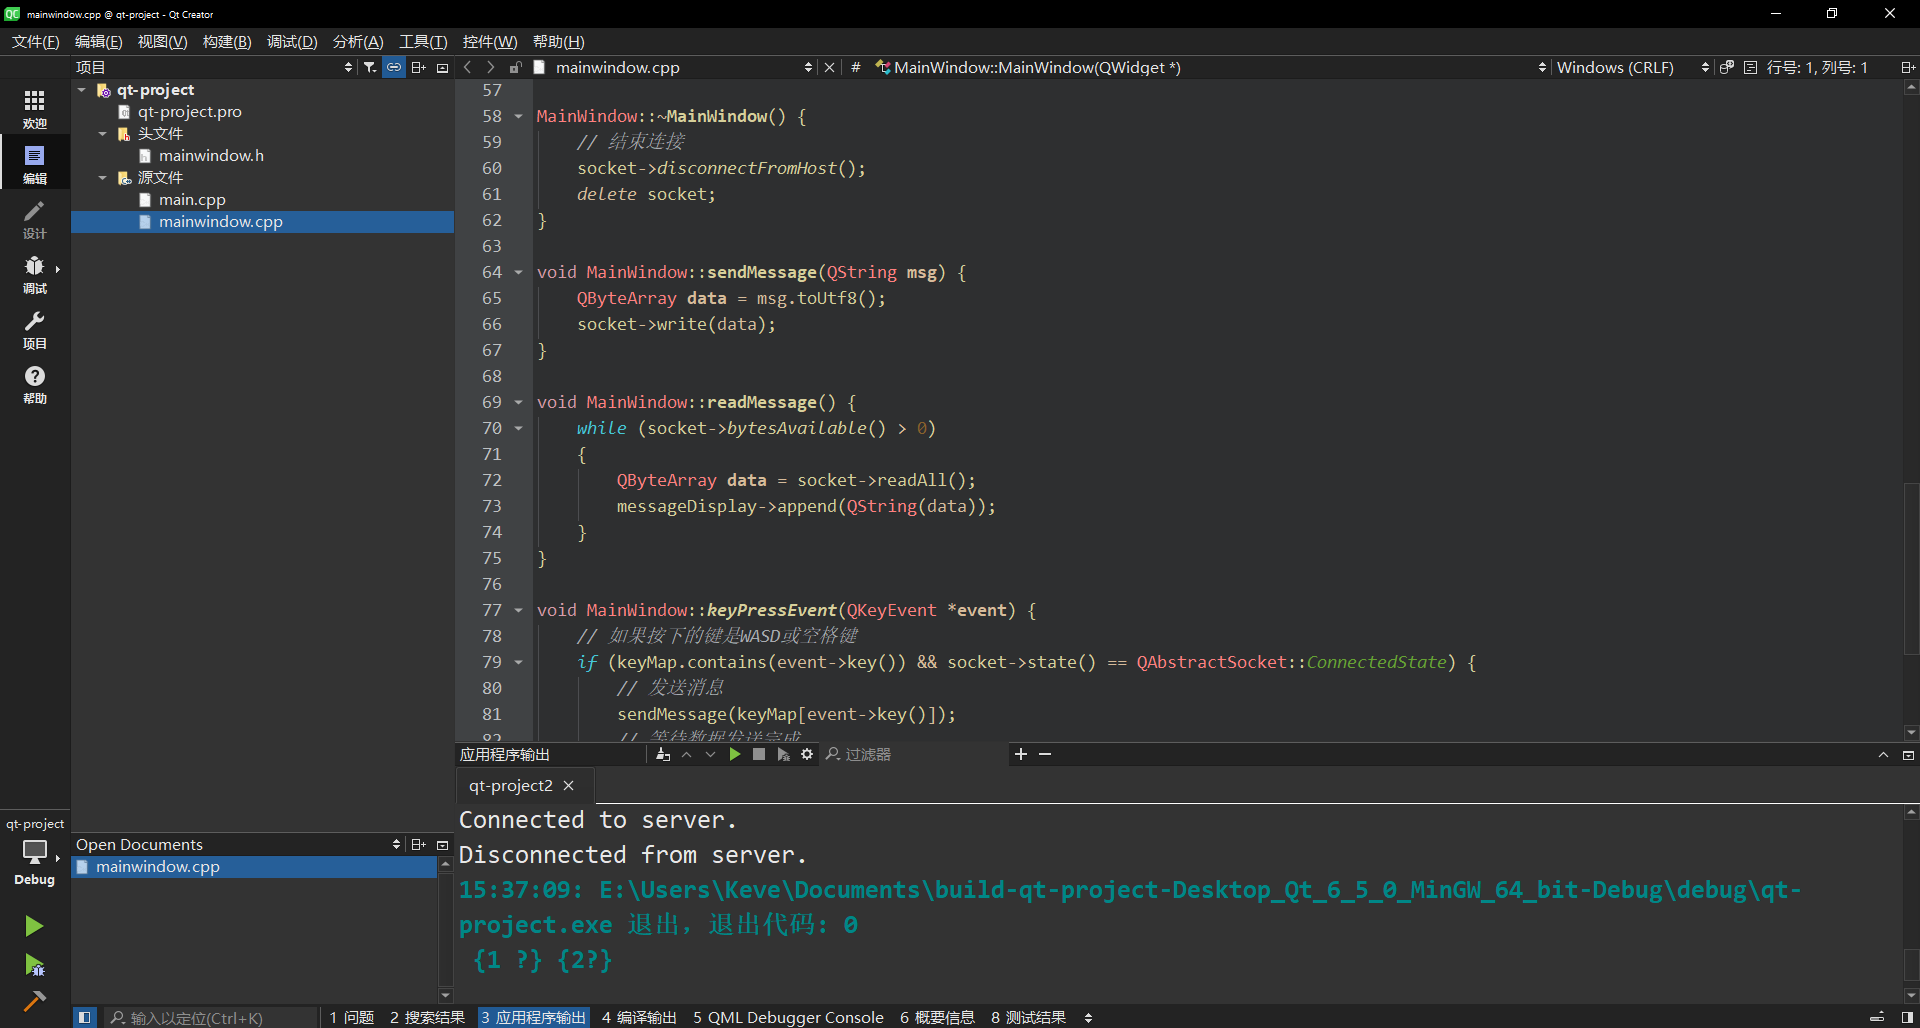 mainwindow.cpp @ qt-project - Qt Creator
文件(F) 编辑(E) 视图(V) 构建(B) 调试(D) 分析(A) 工具(T) 控件(W) 帮助(H)
项目
mainwindow.cpp
# MainWindow::MainWindow(QWidget *)
Windows (CRLF)
行号: 1, 列号: 1
欢迎
编辑
设计
调试
项目
帮助
qt-project
qt-project.pro
头文件
mainwindow.h
源文件
main.cpp
mainwindow.cpp
57
58 MainWindow::~MainWindow() {
59 // 结束连接
60 socket->disconnectFromHost();
61 delete socket;
62 }
63
64 void MainWindow::sendMessage(QString msg) {
65 QByteArray data = msg.toUtf8();
66 socket->write(data);
67 }
68
69 void MainWindow::readMessage() {
70 while (socket->bytesAvailable() > 0)
71 {
72 QByteArray data = socket->readAll();
73 messageDisplay->append(QString(data));
74 }
75 }
76
77 void MainWindow::keyPressEvent(QKeyEvent *event) {
78 // 如果按下的键是WASD或空格键
79 if (keyMap.contains(event->key()) && socket->state() == QAbstractSocket::ConnectedState) {
80 // 发送消息
81 sendMessage(keyMap[event->key()]);
82 // 等待数据发送完成
应用程序输出
过滤器
qt-project2
Connected to server.
Disconnected from server.
15:37:09: E:\Users\Keve\Documents\build-qt-project-Desktop_Qt_6_5_0_MinGW_64_bit-Debug\debug\qt-
project.exe 退出，退出代码: 0
{1 ?} {2?}
qt-project
Debug
Open Documents
mainwindow.cpp
输入以定位(Ctrl+K)
1 问题 2 搜索结果 3 应用程序输出 4 编译输出 5 QML Debugger Console 6 概要信息 8 测试结果